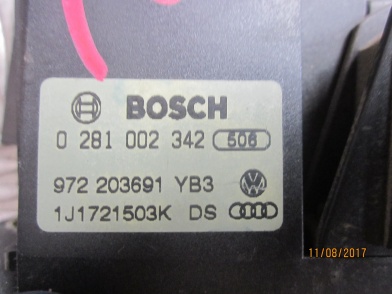 BOSCH
0 281 002 342 506
972 203691 YB3
1J1721503K DS
11/08/2017